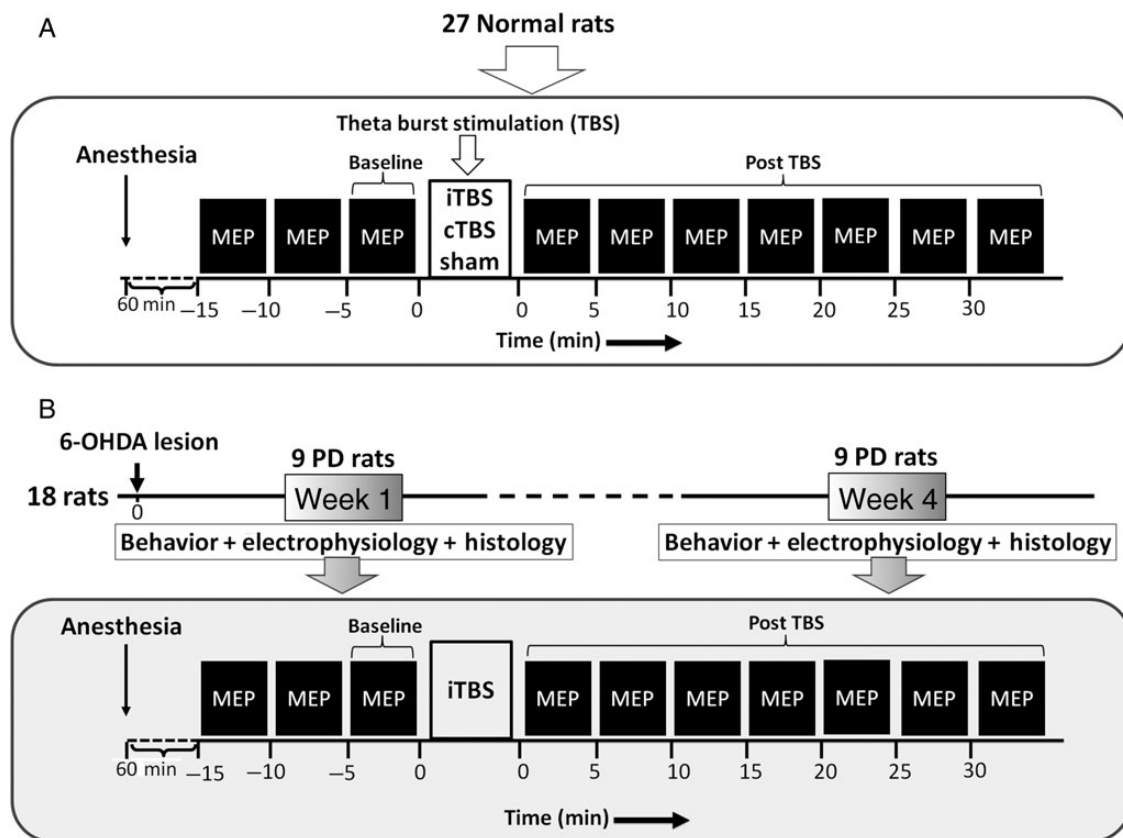 A
27 Normal rats
Theta burst stimulation (TBS)
Anesthesia
Baseline
Post TBS
MEP MEP MEP
iTBS
cTBS
sham
MEP MEP MEP MEP MEP MEP MEP
60 min −15 −10 −5 0 0 5 10 15 20 25 30
Time (min)
B
6-OHDA lesion
9 PD rats
9 PD rats
18 rats
0
Week 1
Week 4
Behavior + electrophysiology + histology
Behavior + electrophysiology + histology
Anesthesia
Baseline
Post TBS
MEP MEP MEP iTBS MEP MEP MEP MEP MEP MEP MEP
60 min −15 −10 −5 0 0 5 10 15 20 25 30
Time (min)